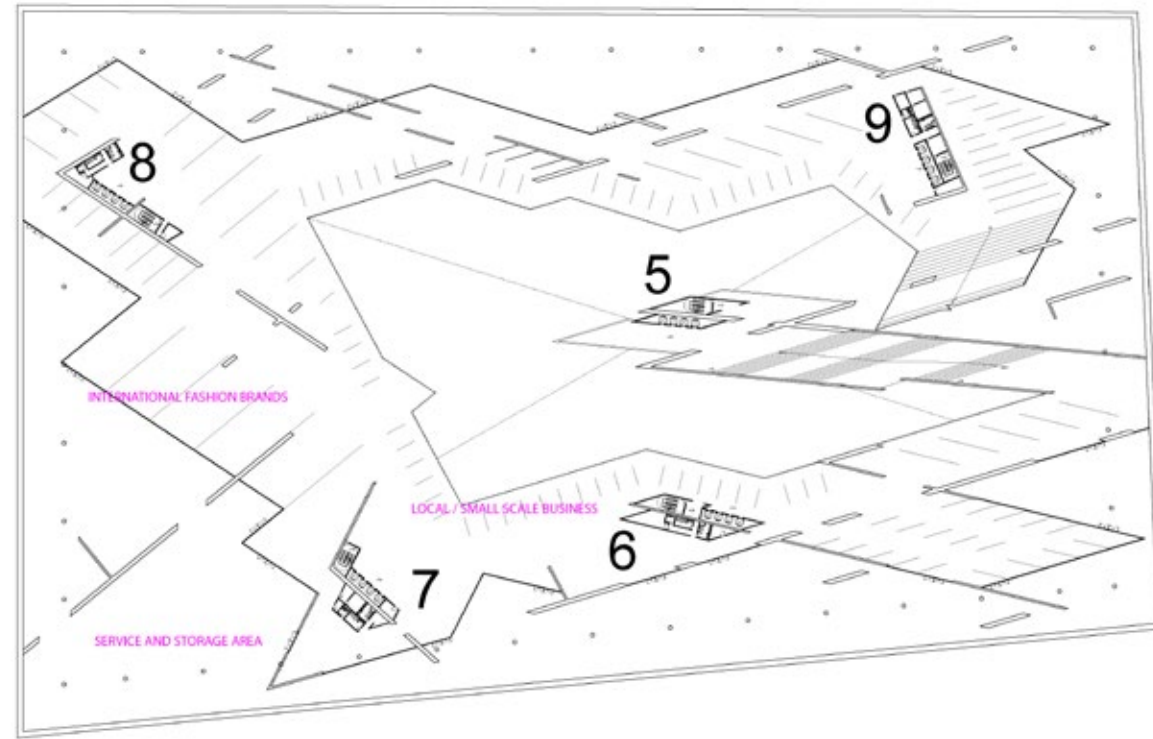 9
8
5
INTERNATIONAL FASHION BRANDS
LOCAL / SMALL SCALE BUSINESS
6
7
SERVICE AND STORAGE AREA